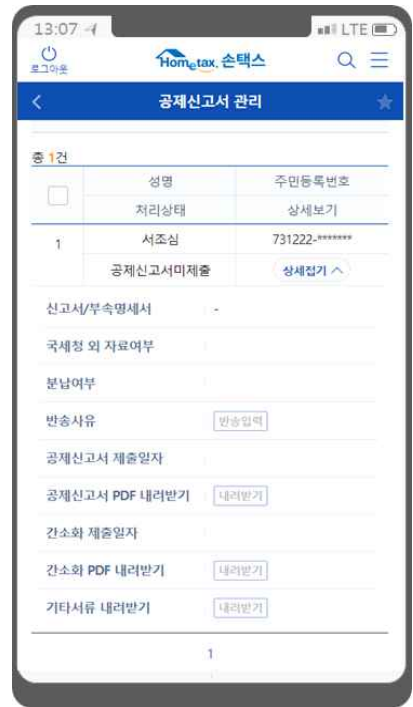 13:07 LTE
로그아웃 Hometax. 손택스
공제신고서 관리
총 1건
성명 주민등록번호
처리상태 상세보기
1 서조심 731222-*******
공제신고서미제출 상세접기
신고서/부속명세서 -
국세청 외 자료여부
분납여부
반송사유 반송입력
공제신고서 제출일자
공제신고서 PDF 내려받기 내려받기
간소화 제출일자
간소화 PDF 내려받기 내려받기
기타서류 내려받기 내려받기
1